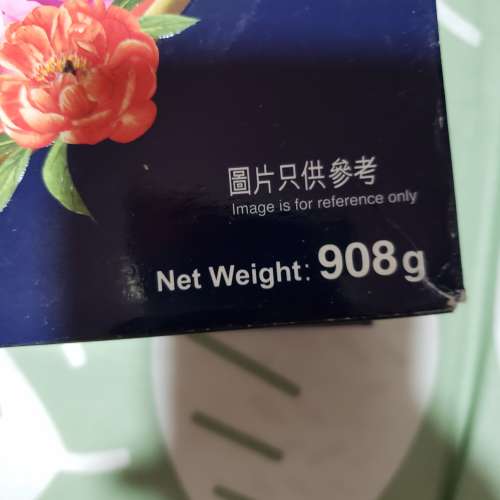 圖片只供參考
Image is for reference only
Net Weight: 908g